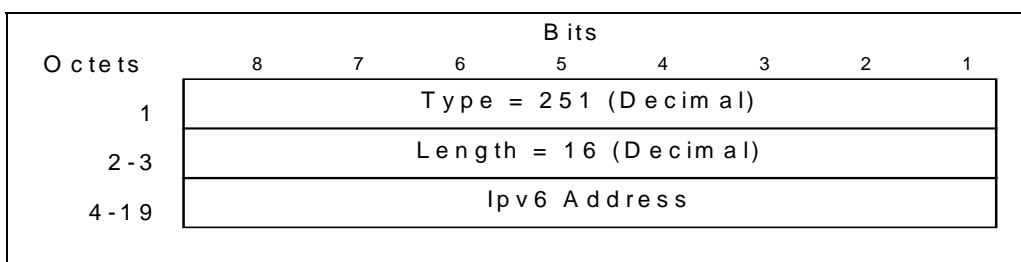 Bits
Octets 8 7 6 5 4 3 2 1
1 Type = 251 (Decimal)
2-3 Length = 16 (Decimal)
4-19 Ipv6 Address